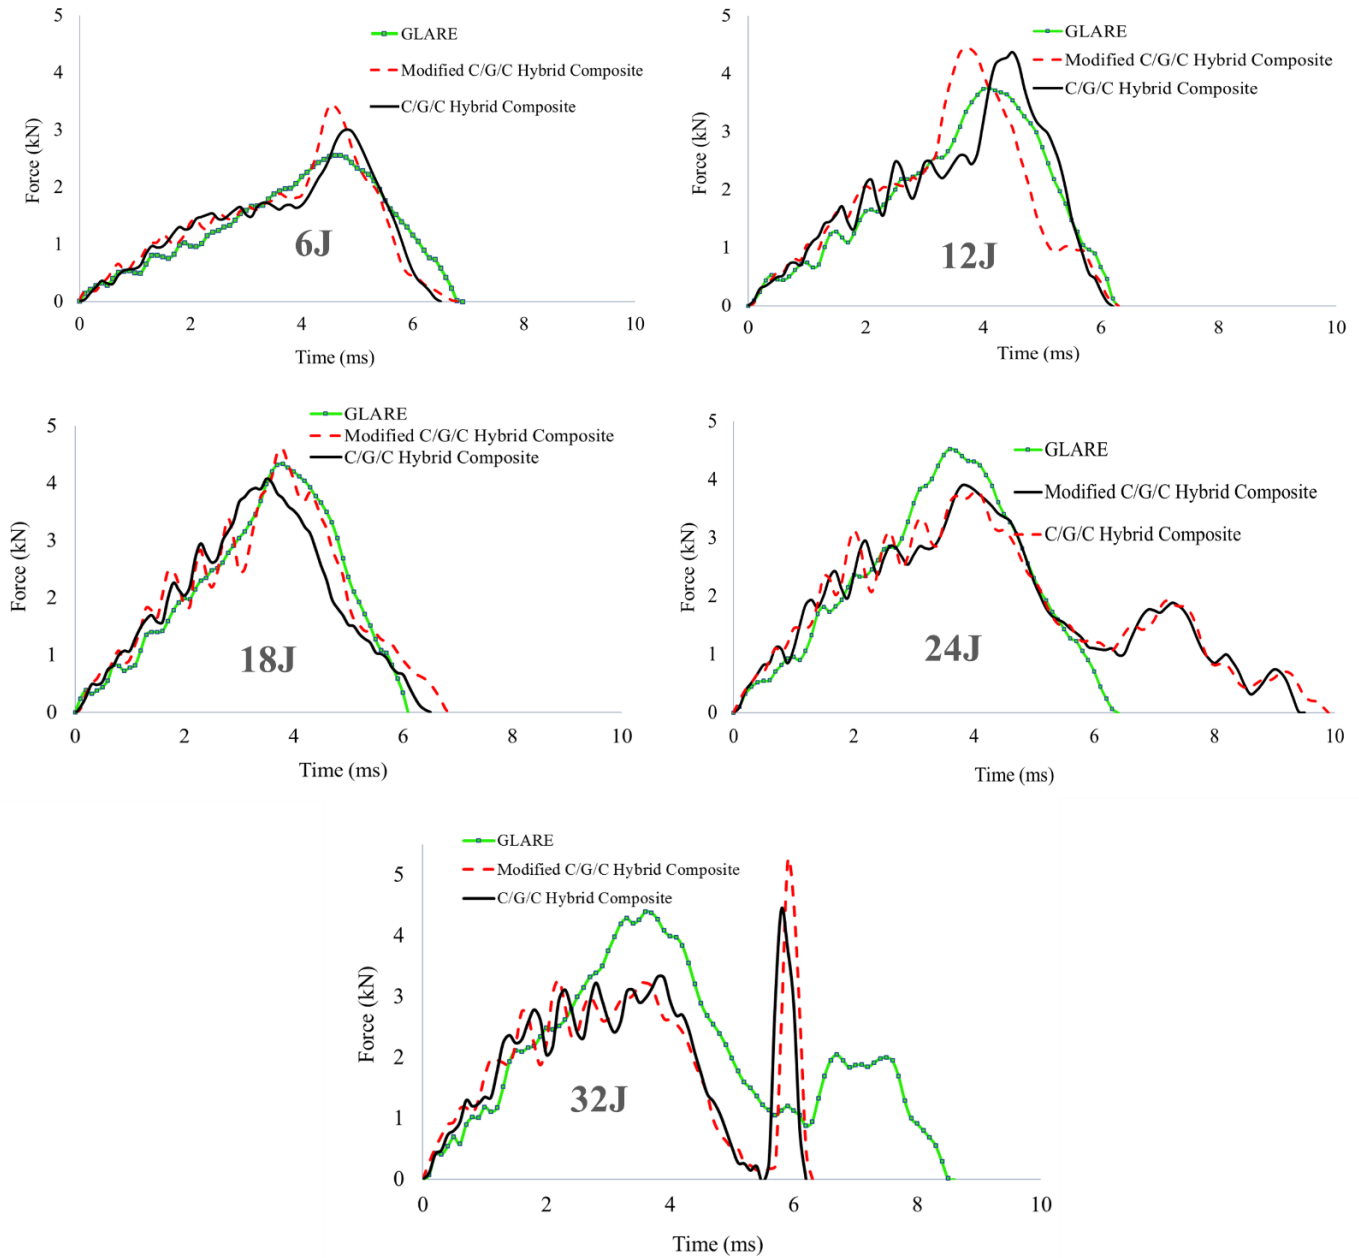 5
4
3
2
1
0
Force (kN)
GLARE
Modified C/G/C Hybrid Composite
C/G/C Hybrid Composite
6J
0 2 4 6 8 10
Time (ms)
5
4
3
2
1
0
Force (kN)
GLARE
Modified C/G/C Hybrid Composite
C/G/C Hybrid Composite
12J
0 2 4 6 8 10
Time (ms)
5
4
3
2
1
0
Force (kN)
GLARE
Modified C/G/C Hybrid Composite
C/G/C Hybrid Composite
18J
0 2 4 6 8 10
Time (ms)
5
4
3
2
1
0
Force (kN)
GLARE
Modified C/G/C Hybrid Composite
C/G/C Hybrid Composite
24J
0 2 4 6 8 10
Time (ms)
5
4
3
2
1
0
Force (kN)
GLARE
Modified C/G/C Hybrid Composite
C/G/C Hybrid Composite
32J
0 2 4 6 8 10
Time (ms)